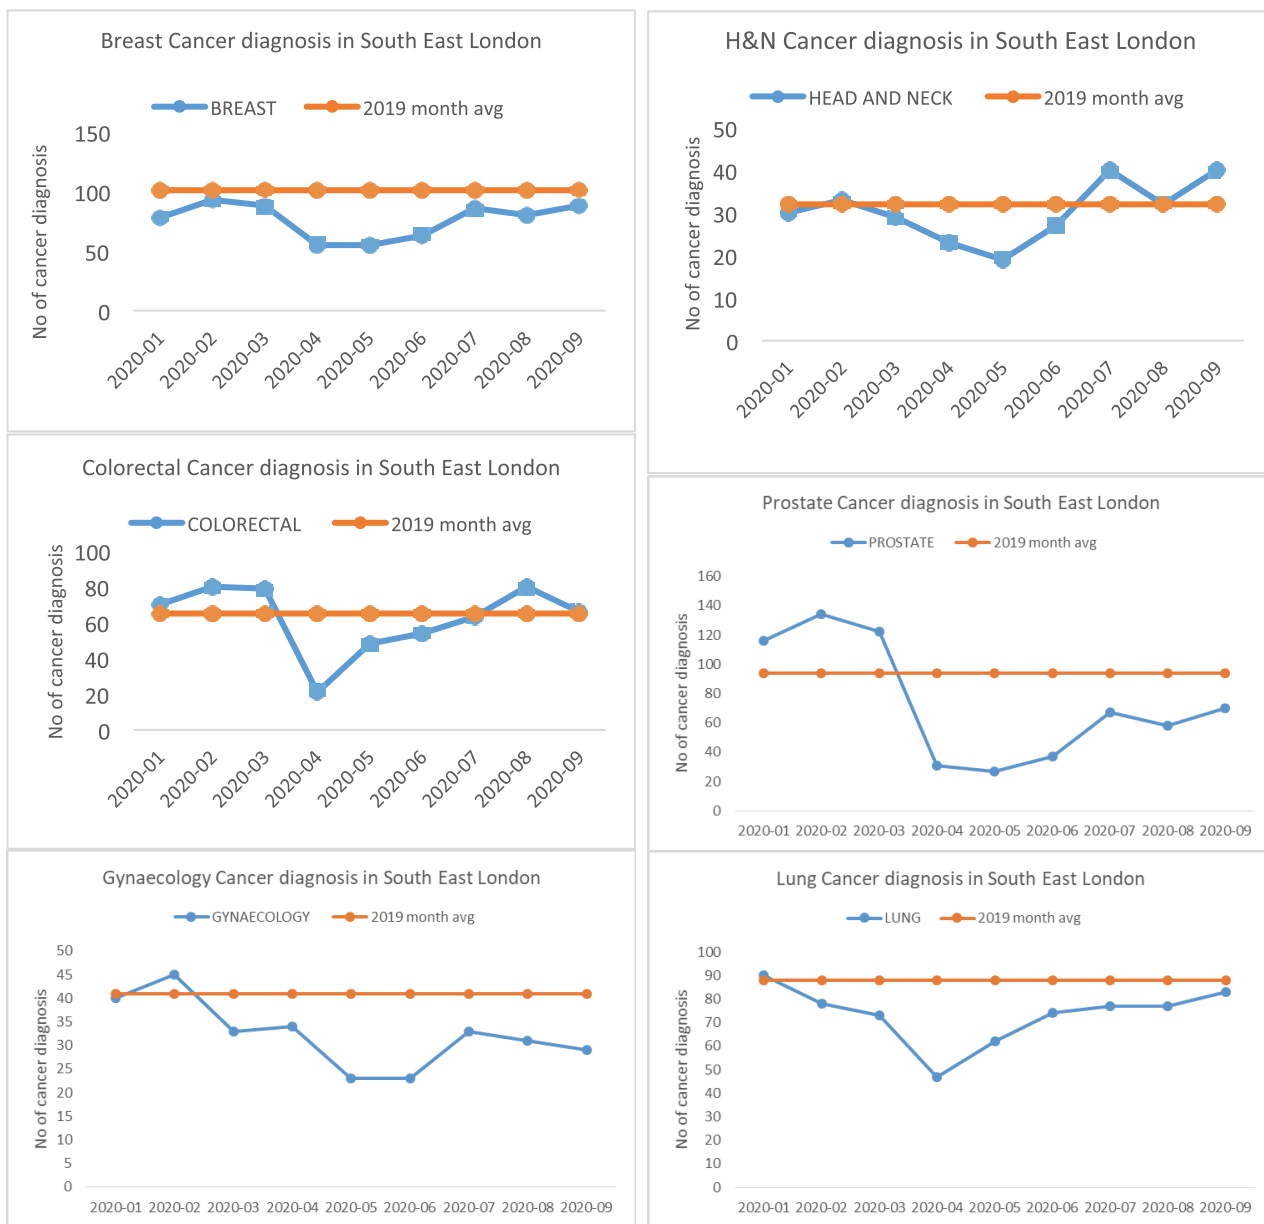 Breast Cancer diagnosis in South East London
BREAST 2019 month avg
No of cancer diagnosis
150
100
50
0
2020-01 2020-02 2020-03 2020-04 2020-05 2020-06 2020-07 2020-08 2020-09
H&N Cancer diagnosis in South East London
HEAD AND NECK 2019 month avg
No of cancer diagnosis
50
40
30
20
10
0
2020-01 2020-02 2020-03 2020-04 2020-05 2020-06 2020-07 2020-08 2020-09
Colorectal Cancer diagnosis in South East London
COLORECTAL 2019 month avg
No of cancer diagnosis
100
80
60
40
20
0
2020-01 2020-02 2020-03 2020-04 2020-05 2020-06 2020-07 2020-08 2020-09
Prostate Cancer diagnosis in South East London
PROSTATE 2019 month avg
No of cancer diagnosis
160
140
120
100
80
60
40
20
0
2020-01 2020-02 2020-03 2020-04 2020-05 2020-06 2020-07 2020-08 2020-09
Gynaecology Cancer diagnosis in South East London
GYNAECOLOGY 2019 month avg
No of cancer diagnosis
50
45
40
35
30
25
20
15
10
5
0
2020-01 2020-02 2020-03 2020-04 2020-05 2020-06 2020-07 2020-08 2020-09
Lung Cancer diagnosis in South East London
LUNG 2019 month avg
No of cancer diagnosis
100
90
80
70
60
50
40
30
20
10
0
2020-01 2020-02 2020-03 2020-04 2020-05 2020-06 2020-07 2020-08 2020-09